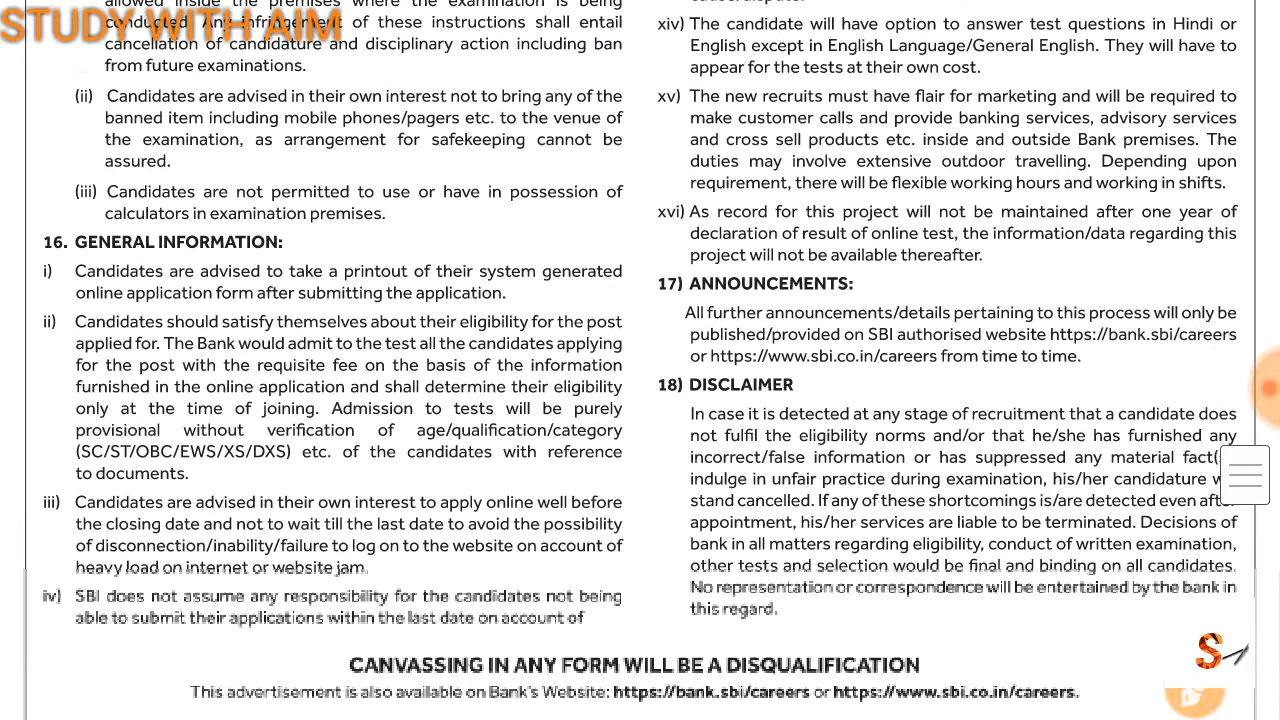 STUDY WITH AIM
allowed inside the premises where the examination is being
conducted. Any infringement of these instructions shall entail
cancellation of candidature and disciplinary action including ban
from future examinations.
(ii) Candidates are advised in their own interest not to bring any of the
banned item including mobile phones/pagers etc. to the venue of
the examination, as arrangement for safekeeping cannot be
assured.
(iii) Candidates are not permitted to use or have in possession of
calculators in examination premises.
16. GENERAL INFORMATION:
i) Candidates are advised to take a printout of their system generated
online application form after submitting the application.
ii) Candidates should satisfy themselves about their eligibility for the post
applied for. The Bank would admit to the test all the candidates applying
for the post with the requisite fee on the basis of the information
furnished in the online application and shall determine their eligibility
only at the time of joining. Admission to tests will be purely
provisional without verification of age/qualification/category
(SC/ST/OBC/EWS/XS/DXS) etc. of the candidates with reference
to documents.
iii) Candidates are advised in their own interest to apply online well before
the closing date and not to wait till the last date to avoid the possibility
of disconnection/inability/failure to log on to the website on account of
heavy load on internet or website jam.
iv) SBI does not assume any responsibility for the candidates not being
able to submit their applications within the last date on account of
xiv) The candidate will have option to answer test questions in Hindi or
English except in English Language/General English. They will have to
appear for the tests at their own cost.
xv) The new recruits must have flair for marketing and will be required to
make customer calls and provide banking services, advisory services
and cross sell products etc. inside and outside Bank premises. The
duties may involve extensive outdoor travelling. Depending upon
requirement, there will be flexible working hours and working in shifts.
xvi) As record for this project will not be maintained after one year of
declaration of result of online test, the information/data regarding this
project will not be available thereafter.
17) ANNOUNCEMENTS:
All further announcements/details pertaining to this process will only be
published/provided on SBI authorised website https://bank.sbi/careers
or https://www.sbi.co.in/careers from time to time.
18) DISCLAIMER
In case it is detected at any stage of recruitment that a candidate does
not fulfil the eligibility norms and/or that he/she has furnished any
incorrect/false information or has suppressed any material
indulge in unfair practice during examination, his/her candidature
stand cancelled. If any of these shortcomings is/are detected even
appointment, his/her services are liable to be terminated. Decisions of
bank in all matters regarding eligibility, conduct of written examination,
other tests and selection would be final and binding on all candidates.
No representation or correspondence will be entertained by the bank in
this regard.
CANVASSING IN ANY FORM WILL BE A DISQUALIFICATION
This advertisement is also available on Bank's Website: https://bank.sbi/careers or https://www.sbi.co.in/careers.